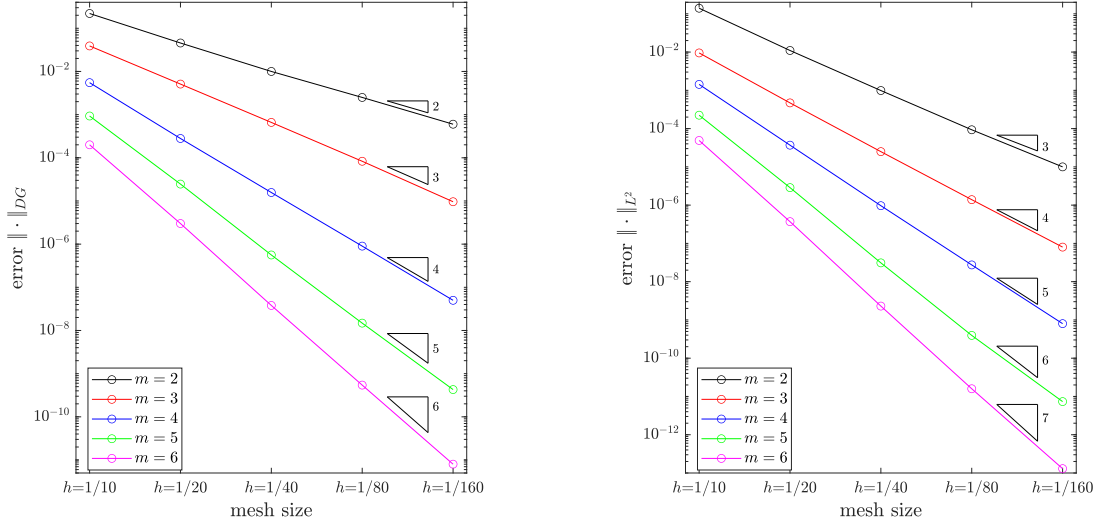 error ‖ · ‖_{DG}
10^{-2}
10^{-4}
10^{-6}
10^{-8}
10^{-10}
2
3
4
5
6
m = 2
m = 3
m = 4
m = 5
m = 6
h=1/10 h=1/20 h=1/40 h=1/80 h=1/160
mesh size
error ‖ · ‖_{L^2}
10^{-2}
10^{-4}
10^{-6}
10^{-8}
10^{-10}
10^{-12}
3
4
5
6
7
m = 2
m = 3
m = 4
m = 5
m = 6
h=1/10 h=1/20 h=1/40 h=1/80 h=1/160
mesh size